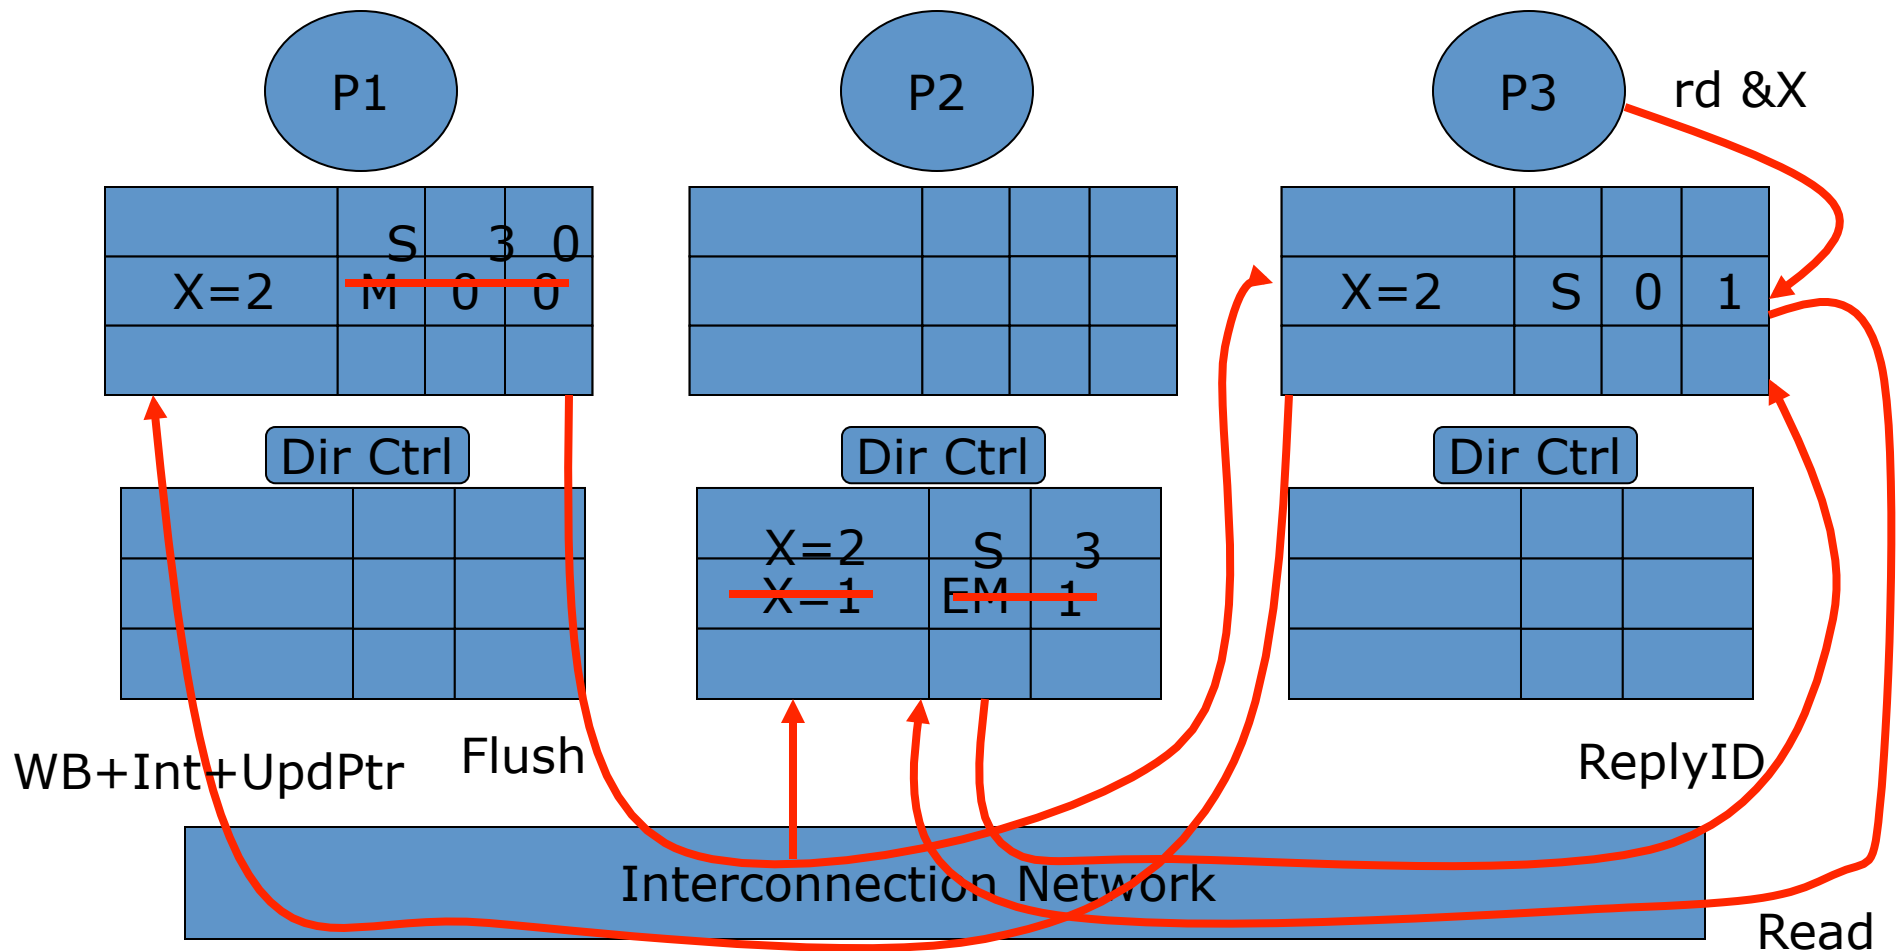 P1
P2
P3
rd &X
S 3 0
X=2 M 0 0
X=2 S 0 1
Dir Ctrl
Dir Ctrl
Dir Ctrl
X=2 S 3
X=1 EM 1
WB+Int+UpdPtr
Flush
ReplyID
Interconnection Network
Read